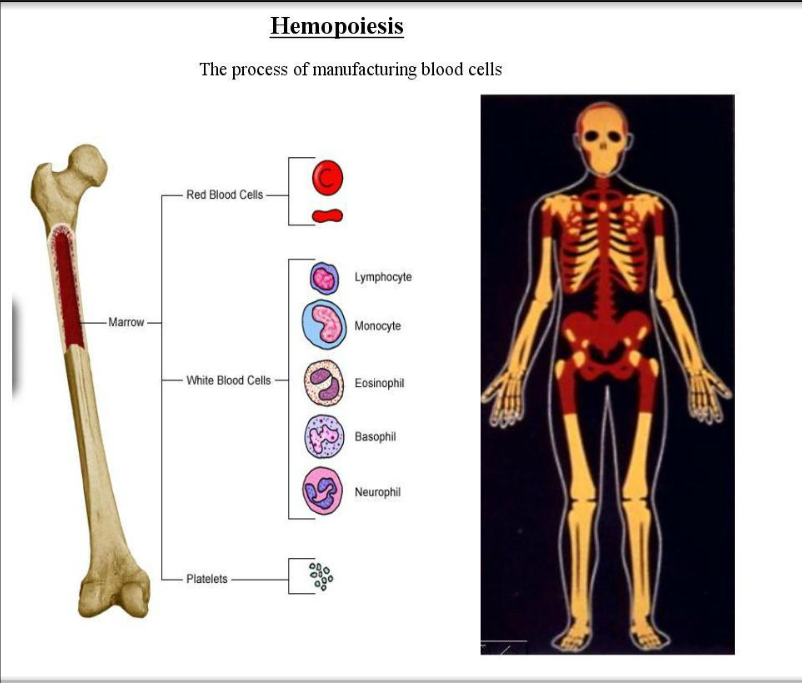 Hemopoiesis
The process of manufacturing blood cells
Red Blood Cells
Lymphocyte
Marrow
Monocyte
White Blood Cells
Eosinophil
Basophil
Neurophil
Platelets